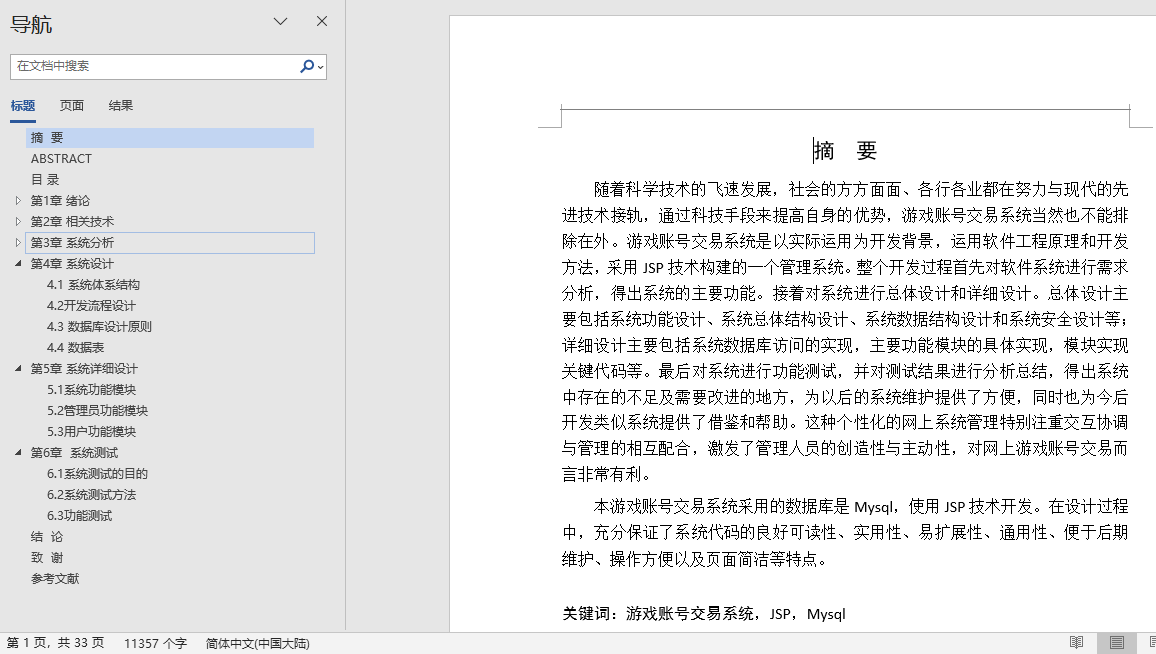 导航
在文档中搜索
标题 页面 结果
摘 要
ABSTRACT
目 录
第1章 绪论
第2章 相关技术
第3章 系统分析
第4章 系统设计
4.1 系统体系结构
4.2开发流程设计
4.3 数据库设计原则
4.4 数据表
第5章 系统详细设计
5.1系统功能模块
5.2管理员功能模块
5.3用户功能模块
第6章 系统测试
6.1系统测试的目的
6.2系统测试方法
6.3功能测试
结 论
致 谢
参考文献
摘 要
随着科学技术的飞速发展，社会的方方面面、各行各业都在努力与现代的先
进技术接轨，通过科技手段来提高自身的优势，游戏账号交易系统当然也不能排
除在外。游戏账号交易系统是以实际运用为开发背景，运用软件工程原理和开发
方法，采用 JSP 技术构建的一个管理系统。整个开发过程首先对软件系统进行需求
分析，得出系统的主要功能。接着对系统进行总体设计和详细设计。总体设计主
要包括系统功能设计、系统总体结构设计、系统数据结构设计和系统安全设计等；
详细设计主要包括系统数据库访问的实现，主要功能模块的具体实现，模块实现
关键代码等。最后对系统进行功能测试，并对测试结果进行分析总结，得出系统
中存在的不足及需要改进的地方，为以后的系统维护提供了方便，同时也为今后
开发类似系统提供了借鉴和帮助。这种个性化的网上系统管理特别注重交互协调
与管理的相互配合，激发了管理人员的创造性与主动性，对网上游戏账号交易而
言非常有利。
本游戏账号交易系统采用的数据库是 Mysql，使用 JSP 技术开发。在设计过程
中，充分保证了系统代码的良好可读性、实用性、易扩展性、通用性、便于后期
维护、操作方便以及页面简洁等特点。
关键词：游戏账号交易系统，JSP，Mysql
第 1 页，共 33 页 11357 个字 简体中文(中国大陆)